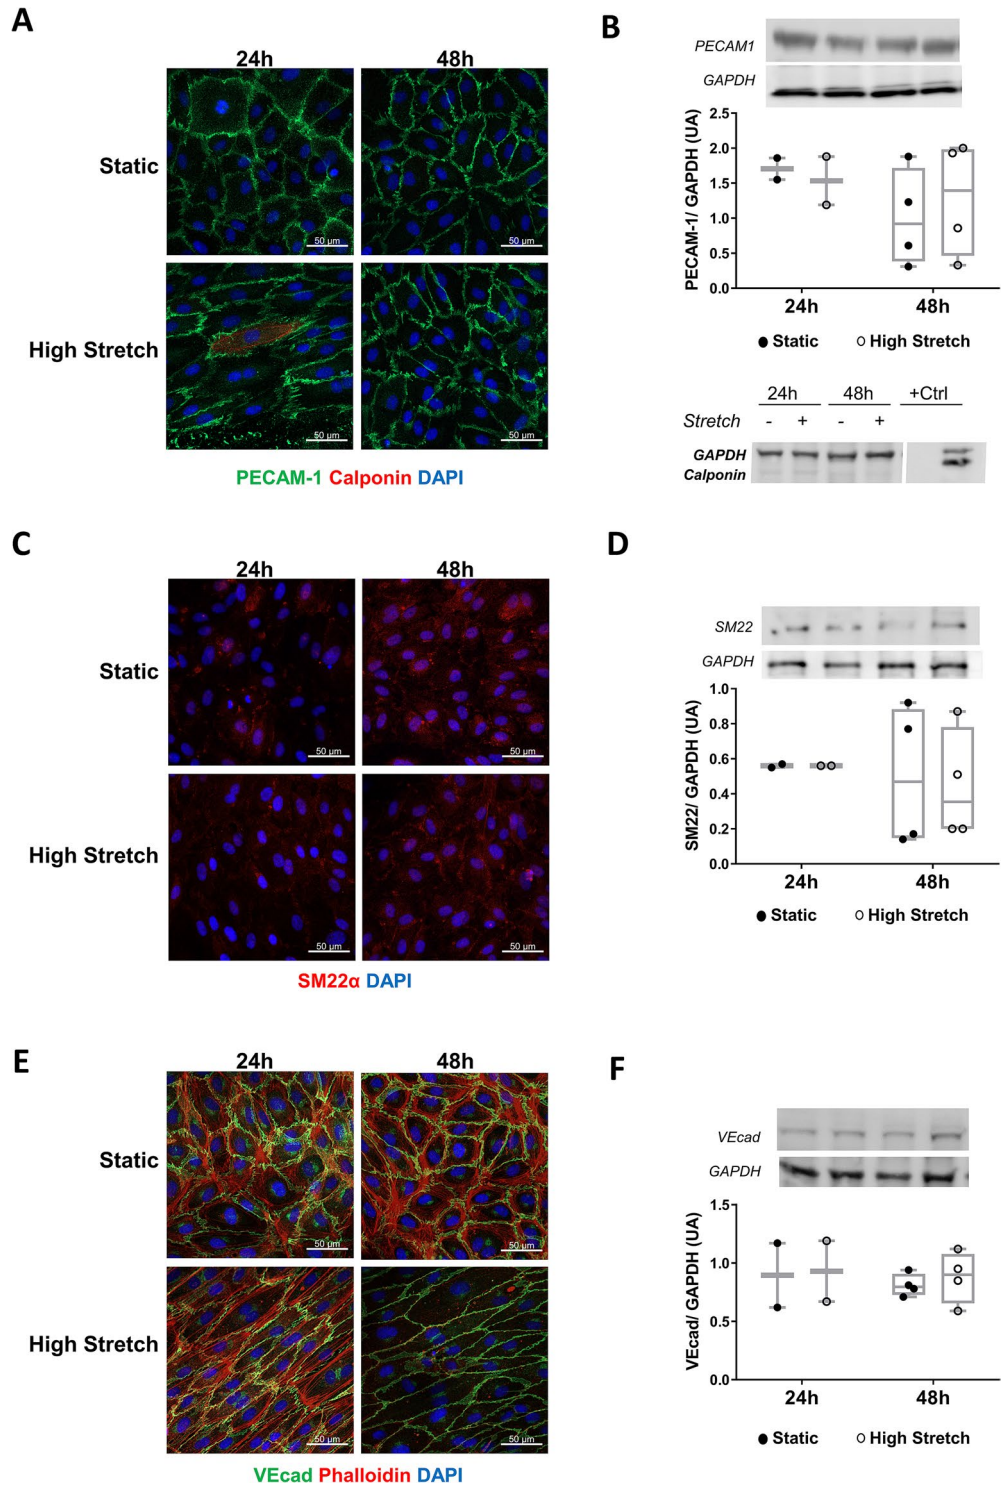 A
24h 48h
Static
50 µm 50 µm
High Stretch
50 µm 50 µm
PECAM-1 Calponin DAPI
B
PECAM1
GAPDH
PECAM-1/ GAPDH (UA)
2.5
2.0
1.5
1.0
0.5
0.0
24h 48h
Static High Stretch
24h 48h +Ctrl
Stretch - + - +
GAPDH
Calponin
C
24h 48h
Static
50 µm 50 µm
High Stretch
50 µm 50 µm
SM22α DAPI
D
SM22
GAPDH
SM22/ GAPDH (UA)
1.0
0.8
0.6
0.4
0.2
0.0
24h 48h
Static High Stretch
E
24h 48h
Static
50 µm 50 µm
High Stretch
50 µm 50 µm
VEcad Phalloidin DAPI
F
VEcad
GAPDH
VEcad/ GAPDH (UA)
1.5
1.0
0.5
0.0
24h 48h
Static High Stretch